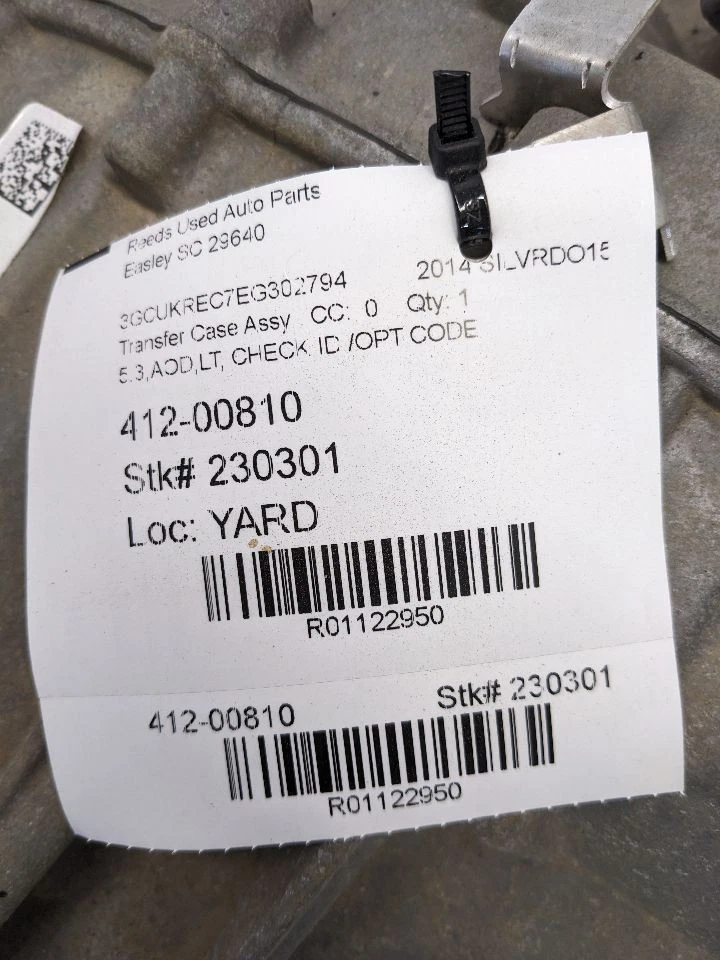 Reeds Used Auto Parts
Easley SC 29640
3GCUKREC7EG302794 2014 SILVRDO15
Transfer Case Assy CC: 0 Qty: 1
5.3,AOD,LT, CHECK ID /OPT CODE
412-00810
Stk# 230301
Loc: YARD
R01122950
412-00810 Stk# 230301
R01122950